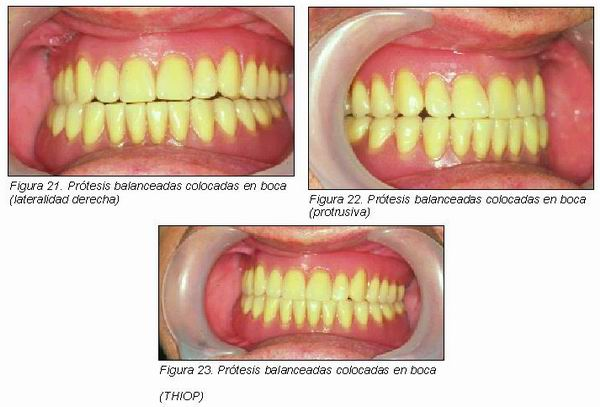 Figura 21. Prótesis balanceadas colocadas en boca
(lateralidad derecha)
Figura 22. Prótesis balanceadas colocadas en boca
(protrusiva)
Figura 23. Prótesis balanceadas colocadas en boca
(THIOP)